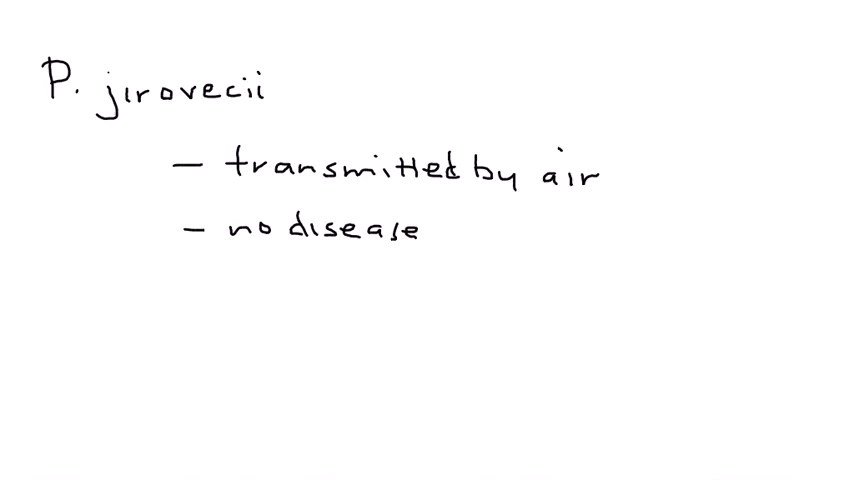 P. jirovecii
- transmitted by air
- no disease